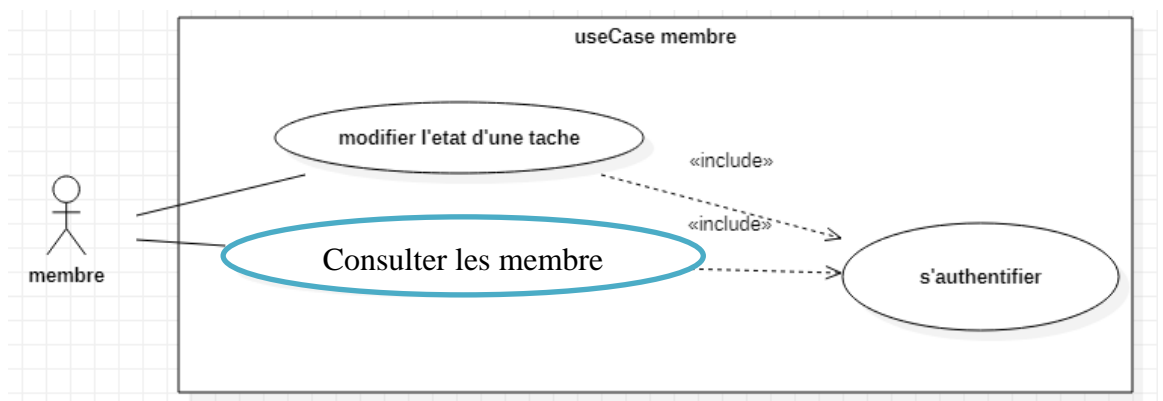 useCase membre
modifier l'etat d'une tache
«include»
«include»
Consulter les membre
membre
s'authentifier